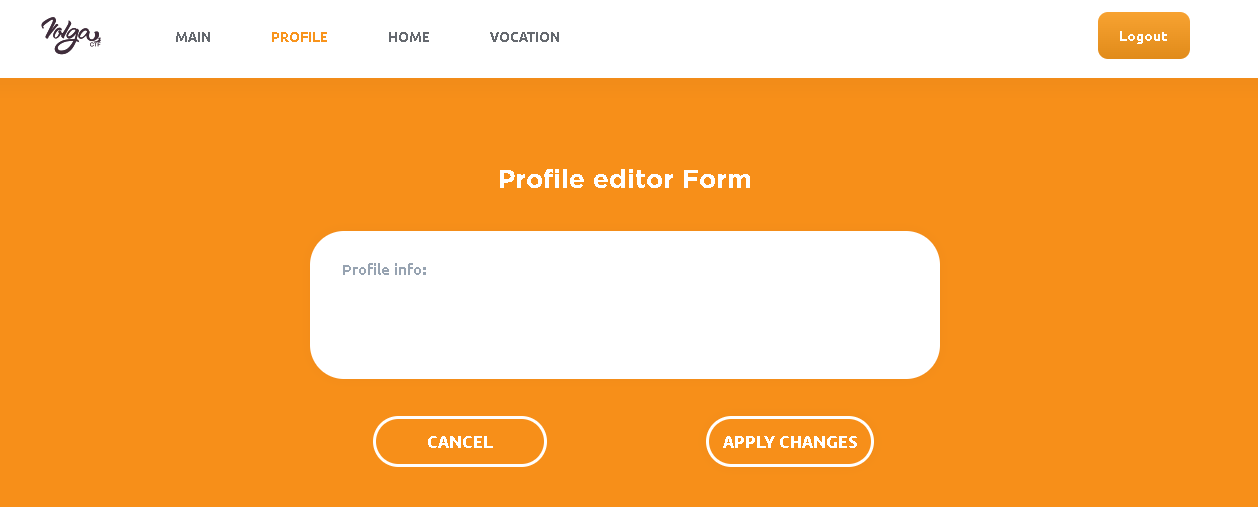 Volga
CTF
MAIN
PROFILE
HOME
VOCATION
Logout
Profile editor Form
Profile info:
CANCEL
APPLY CHANGES